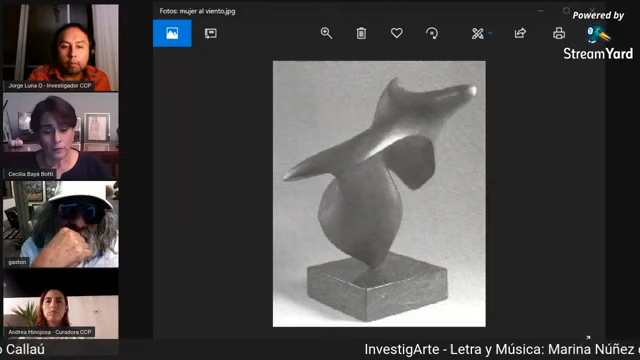 Fotos: mujer al viento.jpg
Powered by
StreamYard
Jorge Luna O - Investigador CCP
Cecilia Bayá Botti
gaston
Andrea Hinojosa - Curadora CCP
o Callaú
InvestigArte - Letra y Música: Marina Núñez